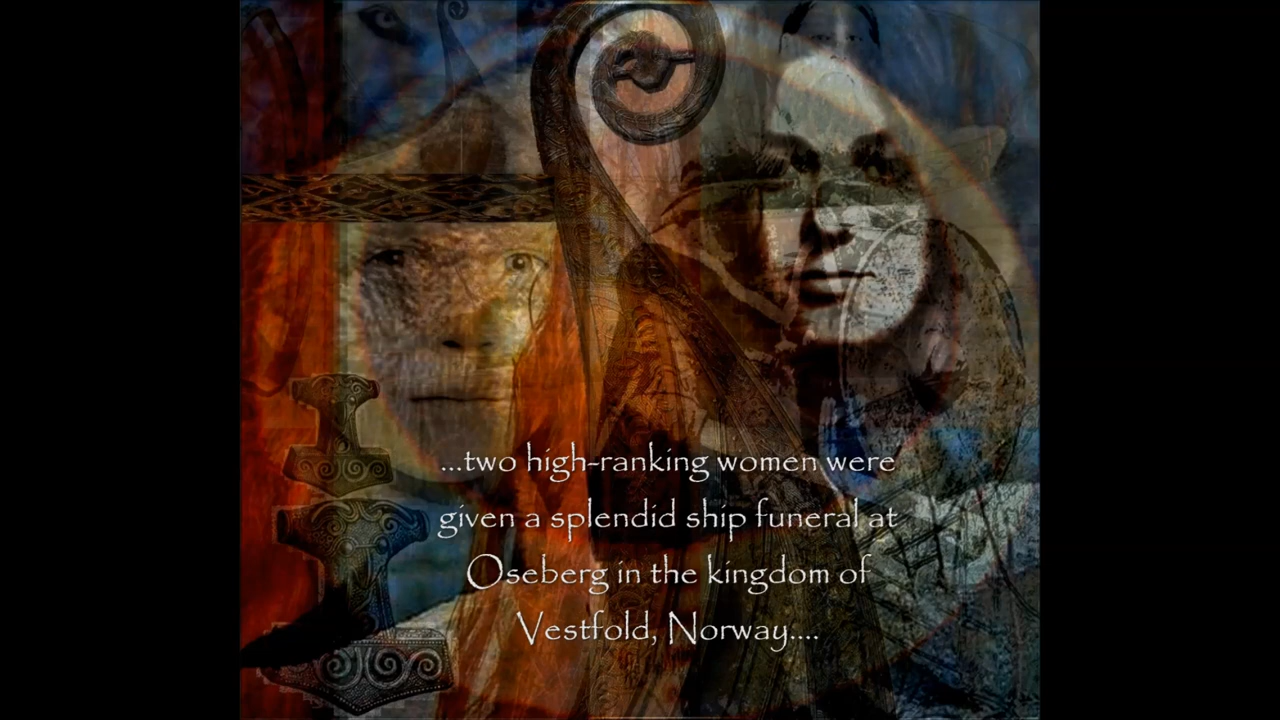 ...two high-ranking women were
given a splendid ship funeral at
Oseberg in the kingdom of
Vestfold, Norway....